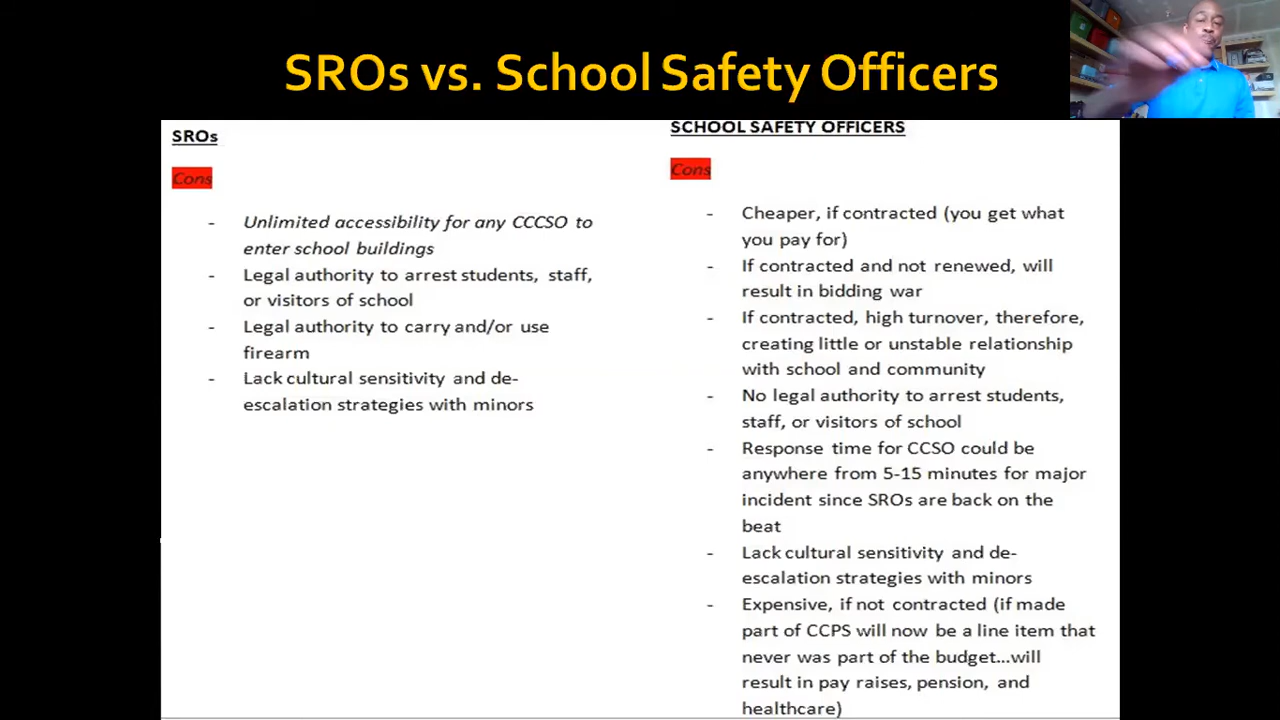 SROs vs. School Safety Officers
SROs
Cons
- Unlimited accessibility for any CCCSO to
enter school buildings
- Legal authority to arrest students, staff,
or visitors of school
- Legal authority to carry and/or use
firearm
- Lack cultural sensitivity and de-
escalation strategies with minors
SCHOOL SAFETY OFFICERS
Cons
- Cheaper, if contracted (you get what
you pay for)
- If contracted and not renewed, will
result in bidding war
- If contracted, high turnover, therefore,
creating little or unstable relationship
with school and community
- No legal authority to arrest students,
staff, or visitors of school
- Response time for CCSO could be
anywhere from 5-15 minutes for major
incident since SROs are back on the
beat
- Lack cultural sensitivity and de-
escalation strategies with minors
- Expensive, if not contracted (if made
part of CCPS will now be a line item that
never was part of the budget...will
result in pay raises, pension, and
healthcare)